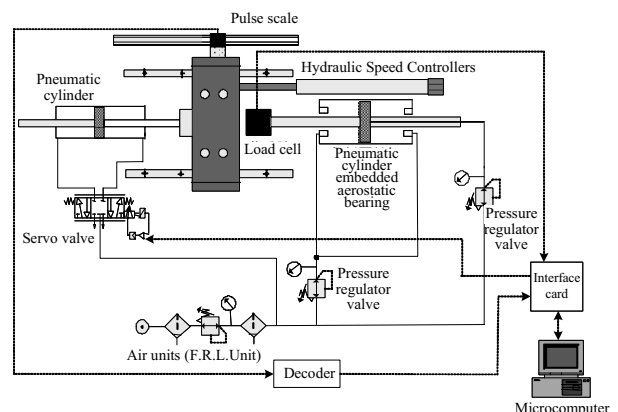 Pulse scale
Pneumatic
cylinder
Hydraulic Speed Controllers
Load cell
Pneumatic
cylinder
embedded
aerostatic
bearing
Servo valve
Pressure
regulator
valve
Pressure
regulator
valve
Interface
card
Air units (F.R.L.Unit)
Decoder
Microcomputer